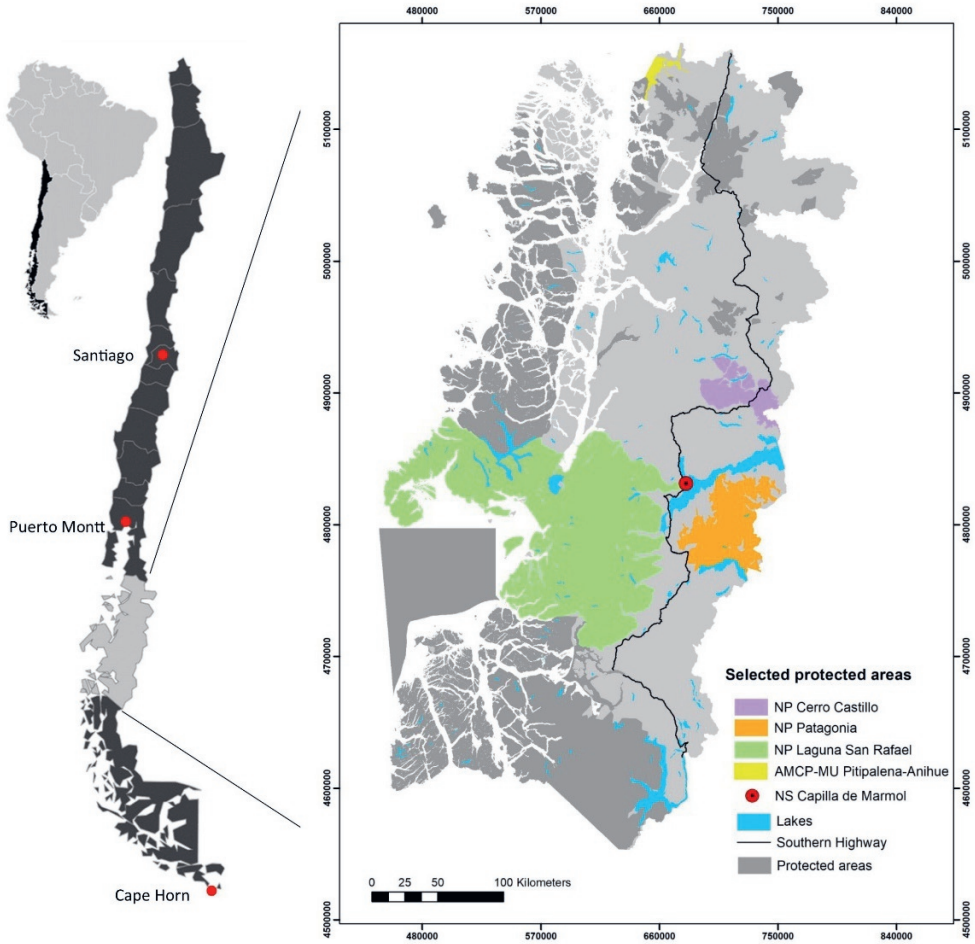 480000 570000 660000 750000 840000
Santiago
Puerto Montt
Cape Horn
5100000 5100000
5000000 5000000
4900000 4900000
4800000 4800000
4700000 4700000
4600000 4600000
4500000 4500000
Selected protected areas
NP Cerro Castillo
NP Patagonia
NP Laguna San Rafael
AMCP-MU Pitipalena-Anihue
NS Capilla de Marmol
Lakes
Southern Highway
Protected areas
0 25 50 100 Kilometers
480000 570000 660000 750000 840000